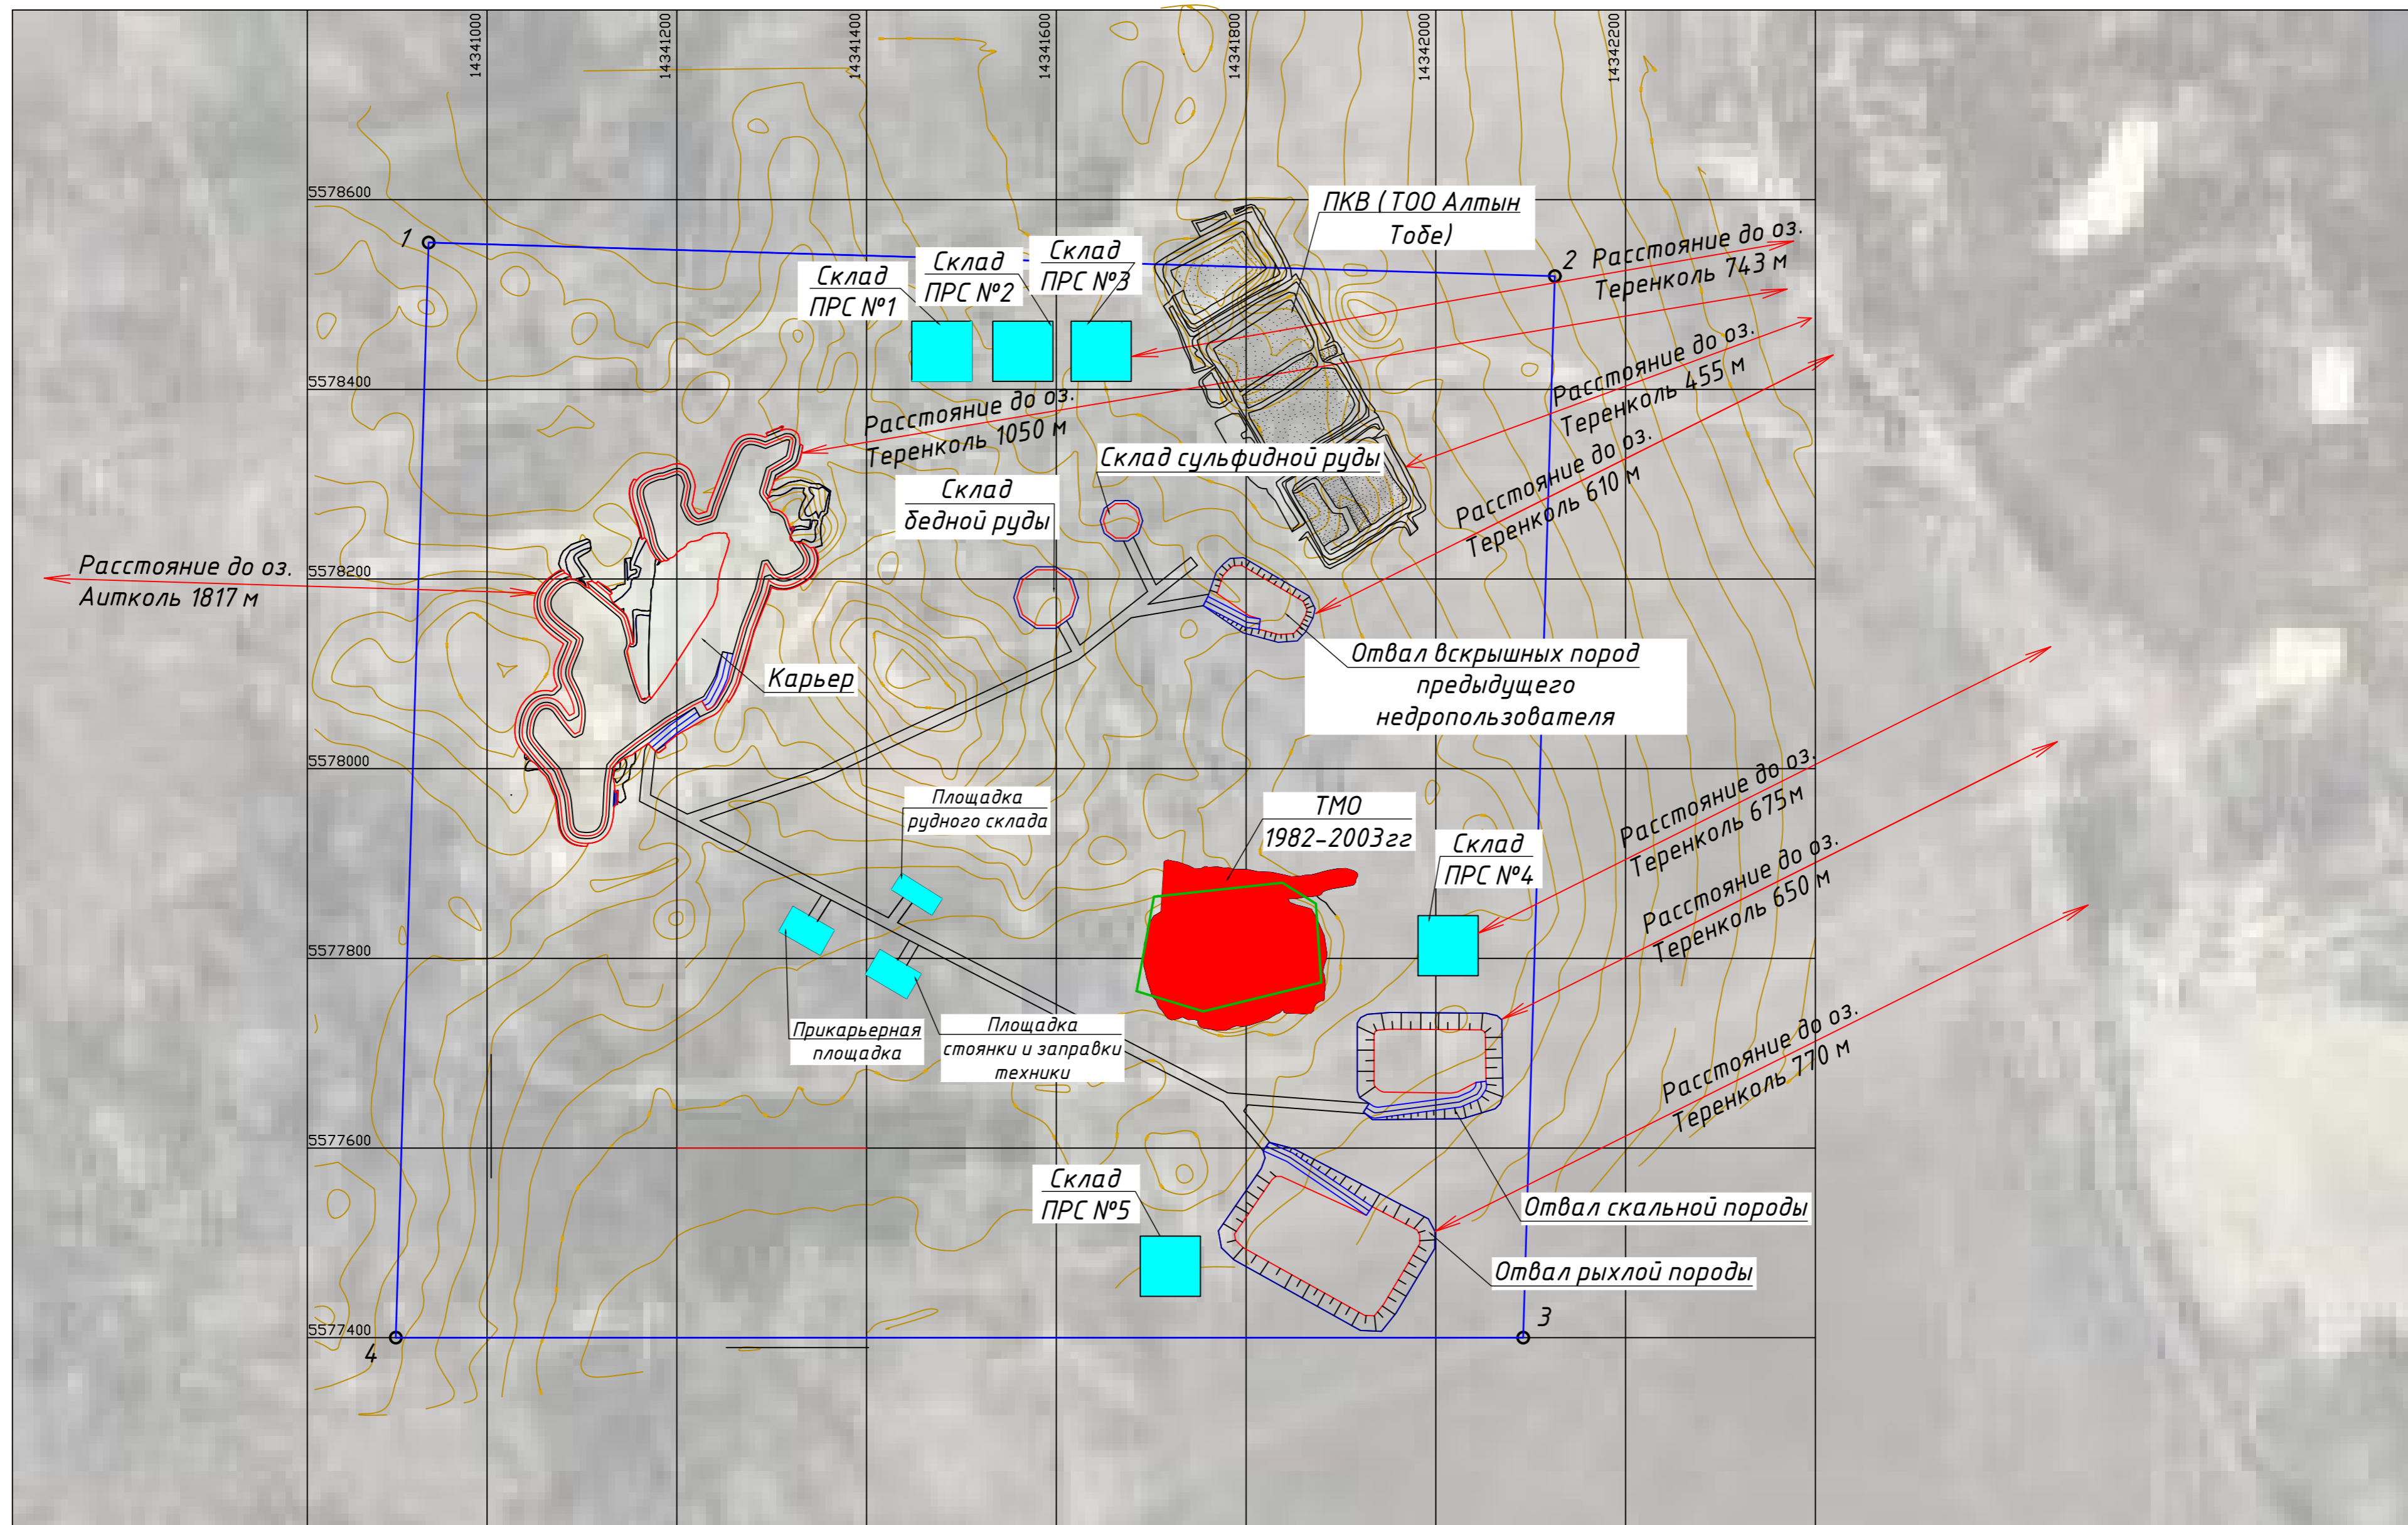 14341000
14341200
14341400
14341600
14341800
14342000
14342200
5578600
5578400
5578200
5578000
5577800
5577600
5577400
1
2
3
4
ПКВ (ТОО Алтын
Тобе)
Склад
ПРС №1
Склад
ПРС №2
Склад
ПРС №3
Расстояние до оз.
Теренколь 743 м
Расстояние до оз.
Теренколь 1050 м
Расстояние до оз.
Теренколь 455 м
Расстояние до оз.
Теренколь 610 м
Склад сульфидной руды
Склад
бедной руды
Расстояние до оз.
Аитколь 1817 м
Карьер
Отвал вскрышных пород
предыдущего
недропользователя
Площадка
рудного склада
ТМО
1982-2003гг
Склад
ПРС №4
Расстояние до оз.
Теренколь 675м
Расстояние до оз.
Теренколь 650 м
Расстояние до оз.
Теренколь 770 м
Прикарьерная
площадка
Площадка
стоянки и заправки
техники
Склад
ПРС №5
Отвал скальной породы
Отвал рыхлой породы